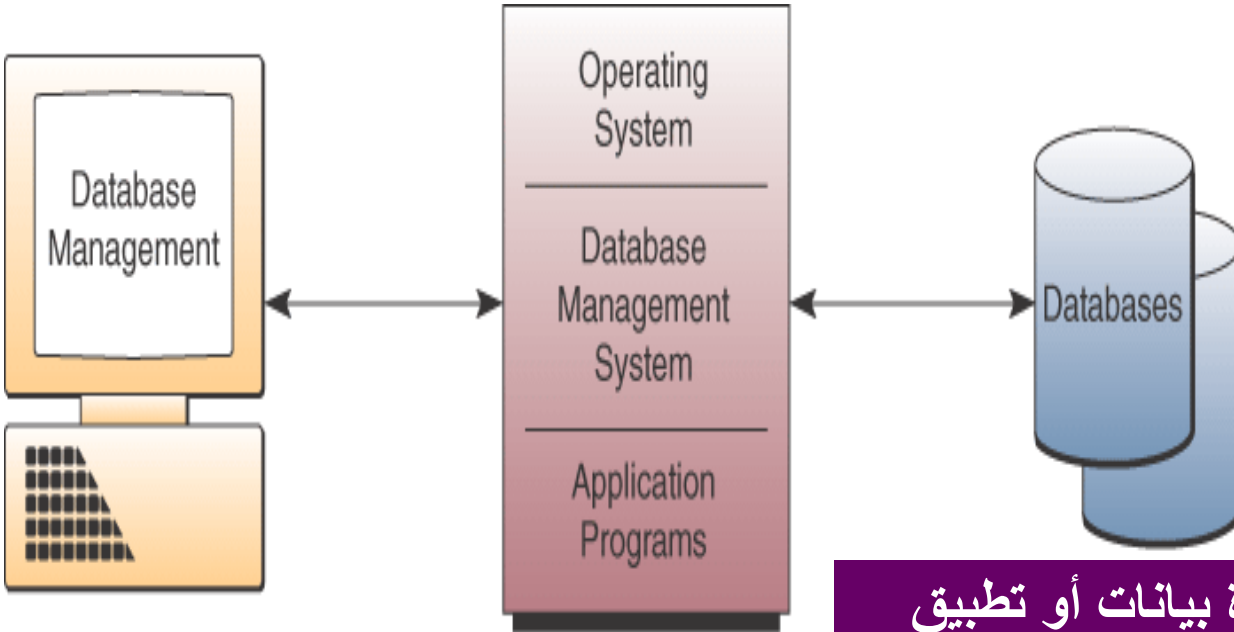 Database
Management
Operating
System
Database
Management
System
Application
Programs
Databases
بيانات أو تطبيق